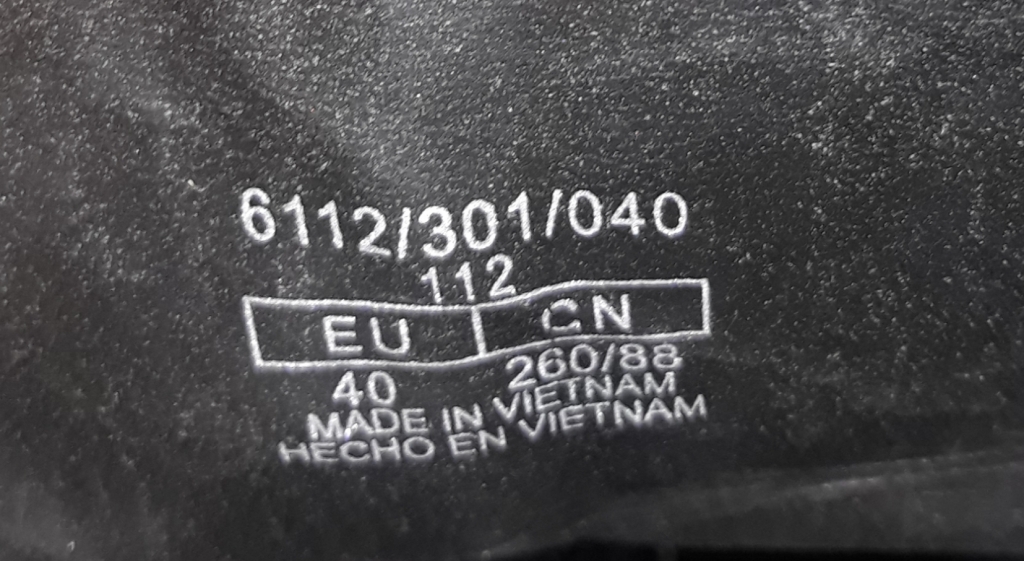 6112/301/040
112
EU CN
40 260/88
MADE IN VIETNAM
HECHO EN VIETNAM